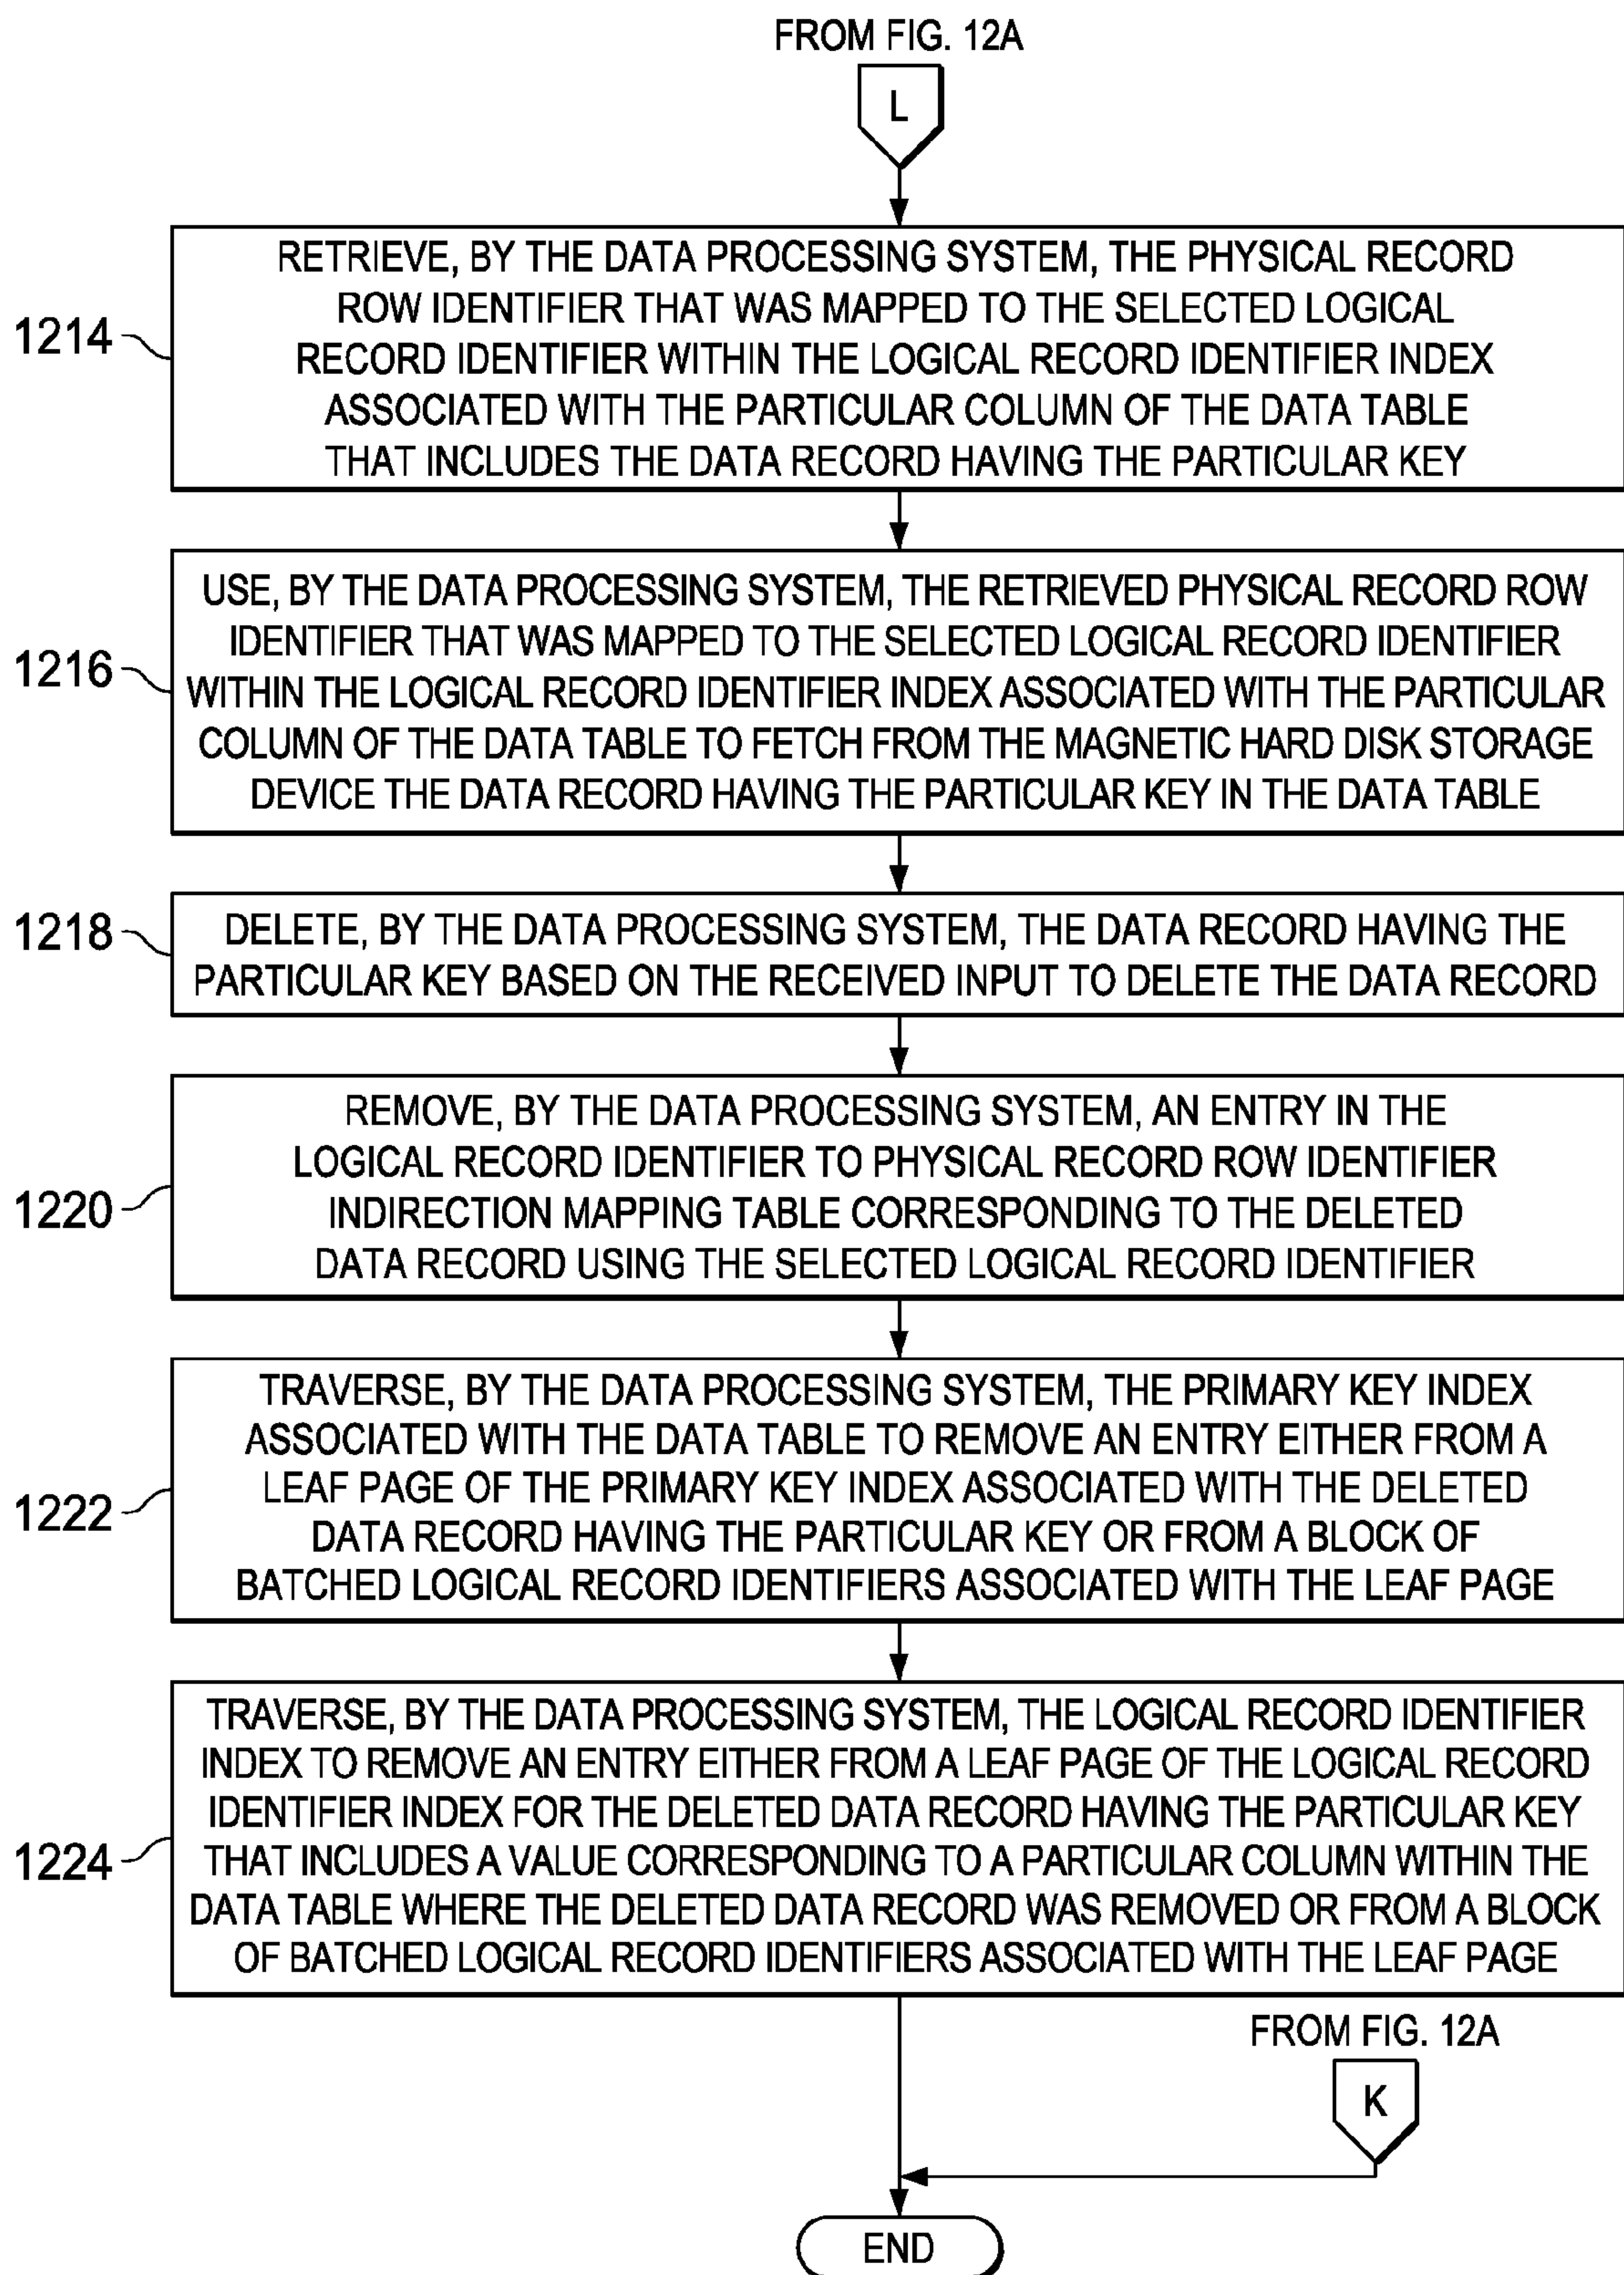 FROM FIG. 12A
L
1214
RETRIEVE, BY THE DATA PROCESSING SYSTEM, THE PHYSICAL RECORD
ROW IDENTIFIER THAT WAS MAPPED TO THE SELECTED LOGICAL
RECORD IDENTIFIER WITHIN THE LOGICAL RECORD IDENTIFIER INDEX
ASSOCIATED WITH THE PARTICULAR COLUMN OF THE DATA TABLE
THAT INCLUDES THE DATA RECORD HAVING THE PARTICULAR KEY
1216
USE, BY THE DATA PROCESSING SYSTEM, THE RETRIEVED PHYSICAL RECORD ROW
IDENTIFIER THAT WAS MAPPED TO THE SELECTED LOGICAL RECORD IDENTIFIER
WITHIN THE LOGICAL RECORD IDENTIFIER INDEX ASSOCIATED WITH THE PARTICULAR
COLUMN OF THE DATA TABLE TO FETCH FROM THE MAGNETIC HARD DISK STORAGE
DEVICE THE DATA RECORD HAVING THE PARTICULAR KEY IN THE DATA TABLE
1218
DELETE, BY THE DATA PROCESSING SYSTEM, THE DATA RECORD HAVING THE
PARTICULAR KEY BASED ON THE RECEIVED INPUT TO DELETE THE DATA RECORD
1220
REMOVE, BY THE DATA PROCESSING SYSTEM, AN ENTRY IN THE
LOGICAL RECORD IDENTIFIER TO PHYSICAL RECORD ROW IDENTIFIER
INDIRECTION MAPPING TABLE CORRESPONDING TO THE DELETED
DATA RECORD USING THE SELECTED LOGICAL RECORD IDENTIFIER
1222
TRAVERSE, BY THE DATA PROCESSING SYSTEM, THE PRIMARY KEY INDEX
ASSOCIATED WITH THE DATA TABLE TO REMOVE AN ENTRY EITHER FROM A
LEAF PAGE OF THE PRIMARY KEY INDEX ASSOCIATED WITH THE DELETED
DATA RECORD HAVING THE PARTICULAR KEY OR FROM A BLOCK OF
BATCHED LOGICAL RECORD IDENTIFIERS ASSOCIATED WITH THE LEAF PAGE
1224
TRAVERSE, BY THE DATA PROCESSING SYSTEM, THE LOGICAL RECORD IDENTIFIER
INDEX TO REMOVE AN ENTRY EITHER FROM A LEAF PAGE OF THE LOGICAL RECORD
IDENTIFIER INDEX FOR THE DELETED DATA RECORD HAVING THE PARTICULAR KEY
THAT INCLUDES A VALUE CORRESPONDING TO A PARTICULAR COLUMN WITHIN THE
DATA TABLE WHERE THE DELETED DATA RECORD WAS REMOVED OR FROM A BLOCK
OF BATCHED LOGICAL RECORD IDENTIFIERS ASSOCIATED WITH THE LEAF PAGE
FROM FIG. 12A
K
END